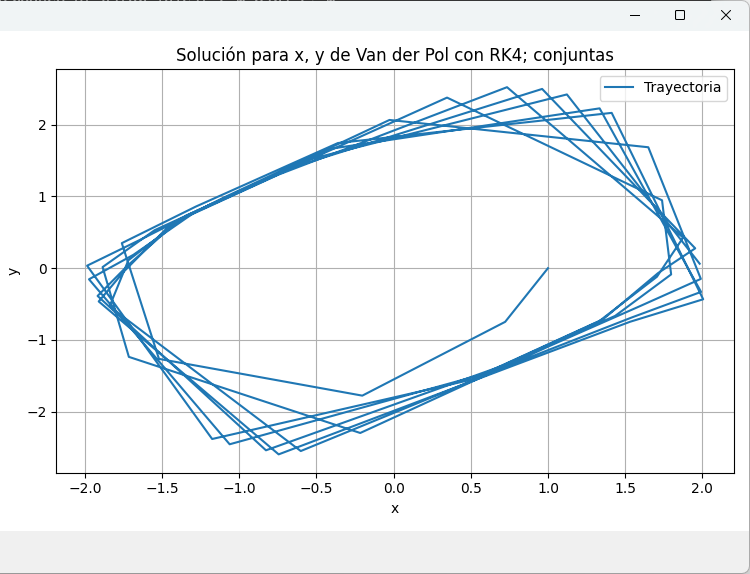 Solución para x, y de Van der Pol con RK4; conjuntas
Trayectoria
2
1
0
−1
−2
y
−2.0 −1.5 −1.0 −0.5 0.0 0.5 1.0 1.5 2.0
x